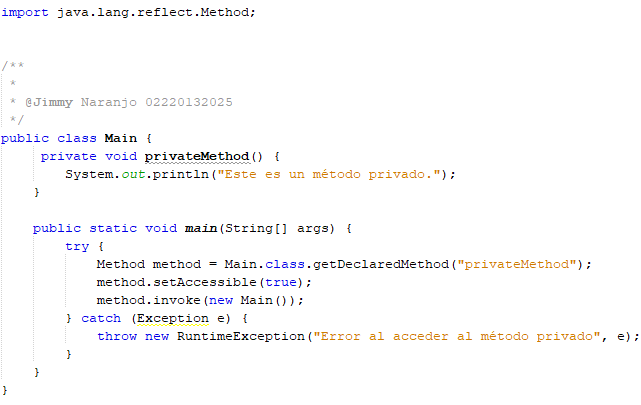 import java.lang.reflect.Method;
/**
 *
 * @Jimmy Naranjo 02220132025
 */
public class Main {
     private void privateMethod() {
        System.out.println("Este es un método privado.");
    }
    public static void main(String[] args) {
        try {
            Method method = Main.class.getDeclaredMethod("privateMethod");
            method.setAccessible(true);
            method.invoke(new Main());
        } catch (Exception e) {
            throw new RuntimeException("Error al acceder al método privado", e);
        }
    }
}